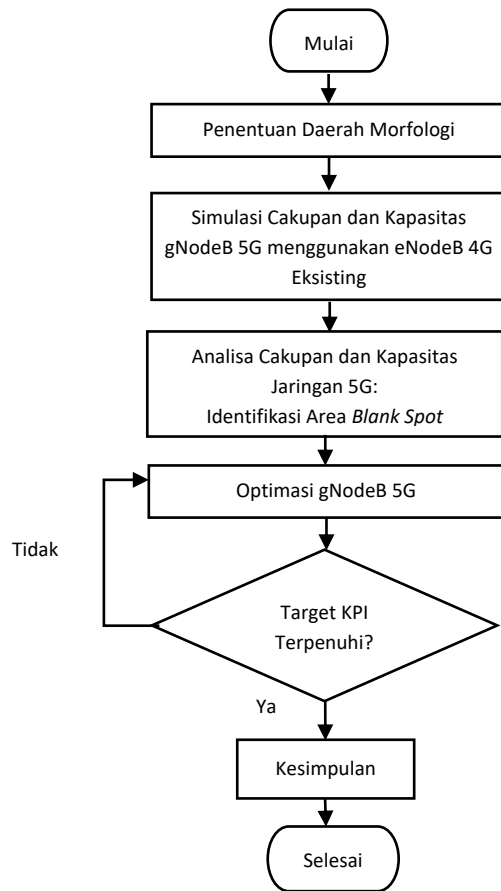 Mulai
Penentuan Daerah Morfologi
Simulasi Cakupan dan Kapasitas
gNodeB 5G menggunakan eNodeB 4G
Eksisting
Analisa Cakupan dan Kapasitas
Jaringan 5G:
Identifikasi Area Blank Spot
Optimasi gNodeB 5G
Tidak
Target KPI
Terpenuhi?
Ya
Kesimpulan
Selesai